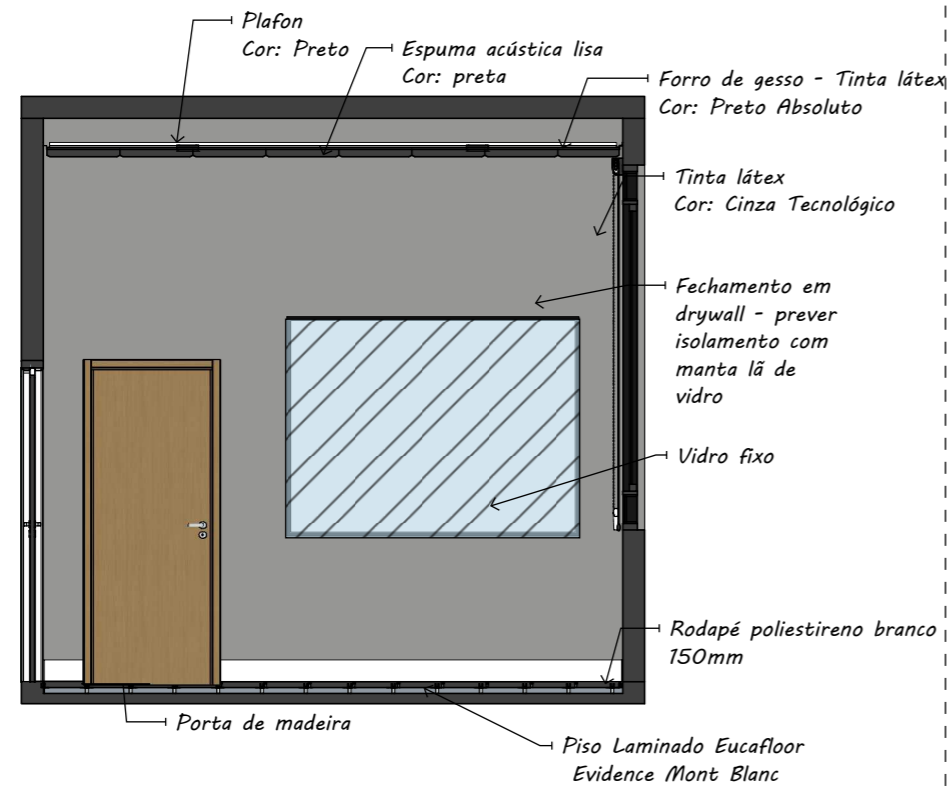 Plafon
Cor: Preto
Espuma acústica lisa
Cor: preta
Forro de gesso - Tinta látex
Cor: Preto Absoluto
Tinta látex
Cor: Cinza Tecnológico
Fechamento em
drywall - prever
isolamento com
manta lã de
vidro
Vidro fixo
Rodapé poliestireno branco
150mm
Porta de madeira
Piso Laminado Eucafloor
Evidence Mont Blanc